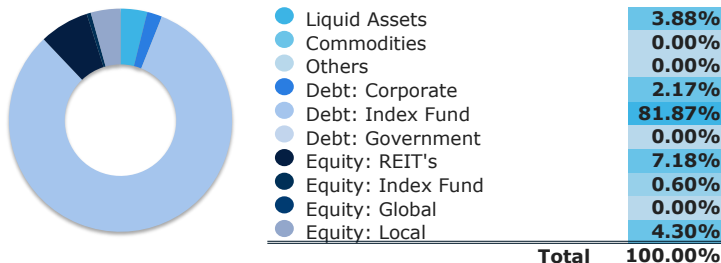 Liquid Assets 3.88%
Commodities 0.00%
Others 0.00%
Debt: Corporate 2.17%
Debt: Index Fund 81.87%
Debt: Government 0.00%
Equity: REIT's 7.18%
Equity: Index Fund 0.60%
Equity: Global 0.00%
Equity: Local 4.30%
Total 100.00%